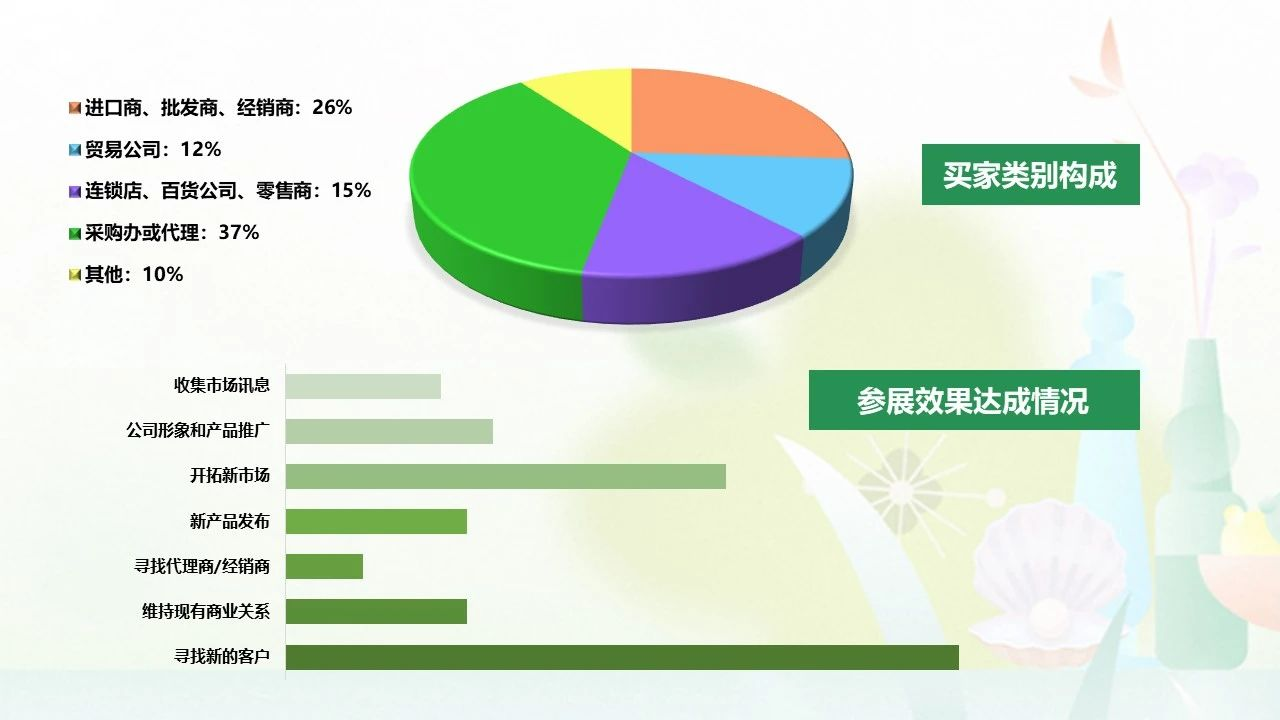 进口商、批发商、经销商：26%
贸易公司：12%
连锁店、百货公司、零售商：15%
采购办或代理：37%
其他：10%
买家类别构成
参展效果达成情况
收集市场讯息
公司形象和产品推广
开拓新市场
新产品发布
寻找代理商/经销商
维持现有商业关系
寻找新的客户